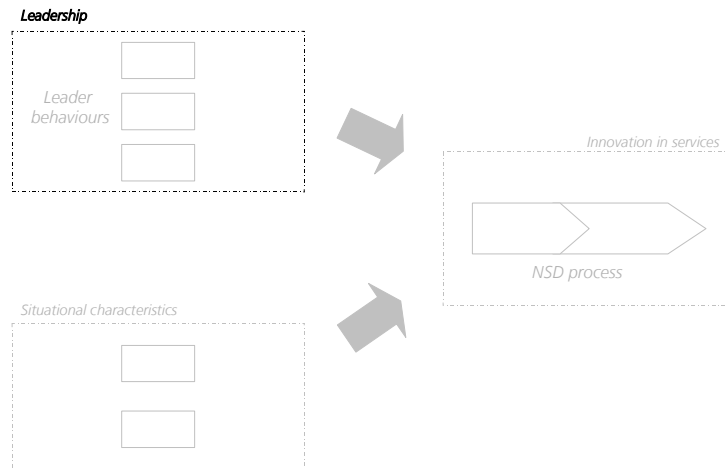 Leadership
Leader
behaviours
Innovation in services
NSD process
Situational characteristics